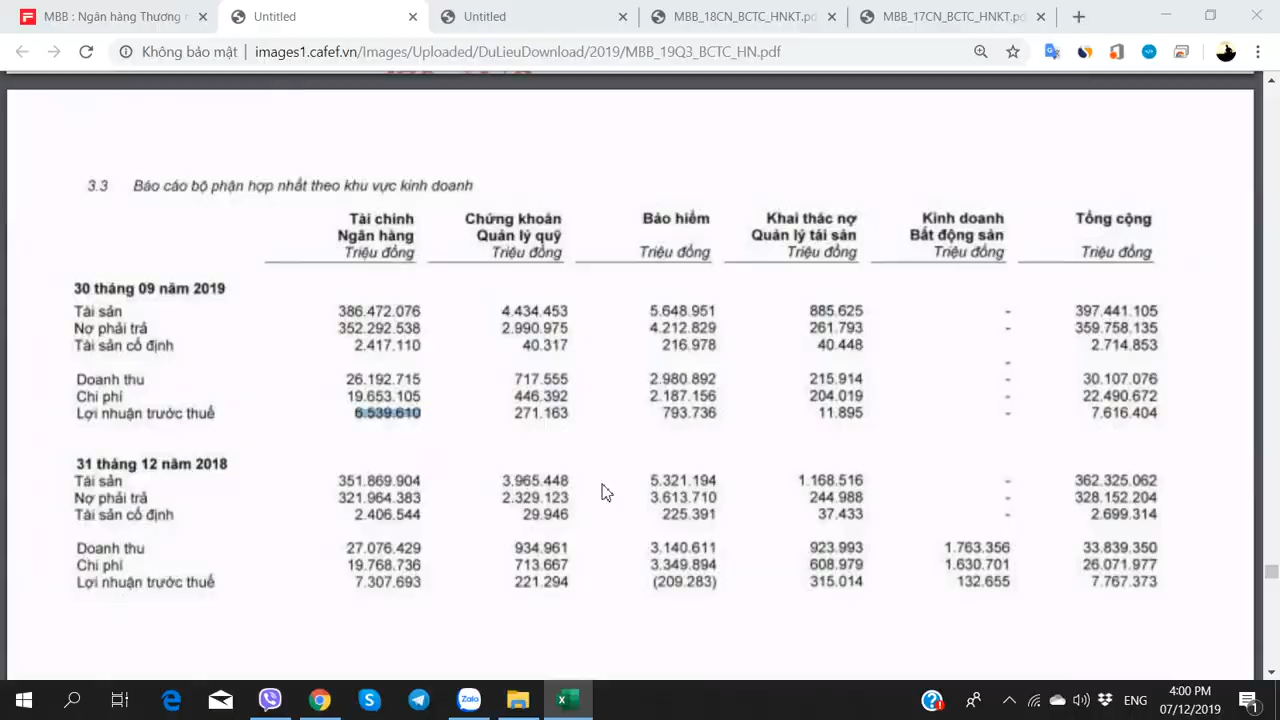 MBB : Ngân hàng Thương
Untitled
Untitled
MBB_18CN_BCTC_HNKT.pd
MBB_17CN_BCTC_HNKT.pd
Không bảo mật | images1.cafef.vn/Images/Uploaded/DuLieuDownload/2019/MBB_19Q3_BCTC_HN.pdf
3.3 Báo cáo bộ phận hợp nhất theo khu vực kinh doanh
Tài chính Chứng khoán Bảo hiểm Khai thác nợ Kinh doanh Tổng cộng
Ngân hàng Quản lý quỹ Quản lý tài sản Bất động sản
Triệu đồng Triệu đồng Triệu đồng Triệu đồng Triệu đồng Triệu đồng
30 tháng 09 năm 2019
Tài sản 386.472.076 4.434.453 5.648.951 885.625 - 397.441.105
Nợ phải trả 352.292.538 2.990.975 4.212.829 261.793 - 359.758.135
Tài sản cố định 2.417.110 40.317 216.978 40.448 - 2.714.853
-
Doanh thu 26.192.715 717.555 2.980.892 215.914 - 30.107.076
Chi phí 19.653.105 446.392 2.187.156 204.019 - 22.490.672
Lợi nhuận trước thuế 6.539.610 271.163 793.736 11.895 - 7.616.404
31 tháng 12 năm 2018
Tài sản 351.869.904 3.965.448 5.321.194 1.168.516 - 362.325.062
Nợ phải trả 321.964.383 2.329.123 3.613.710 244.988 - 328.152.204
Tài sản cố định 2.406.544 29.946 225.391 37.433 - 2.699.314
Doanh thu 27.076.429 934.961 3.140.611 923.993 1.763.356 33.839.350
Chi phí 19.768.736 713.667 3.349.894 608.979 1.630.701 26.071.977
Lợi nhuận trước thuế 7.307.693 221.294 (209.283) 315.014 132.655 7.767.373
Zalo
ENG
4:00 PM
07/12/2019
1